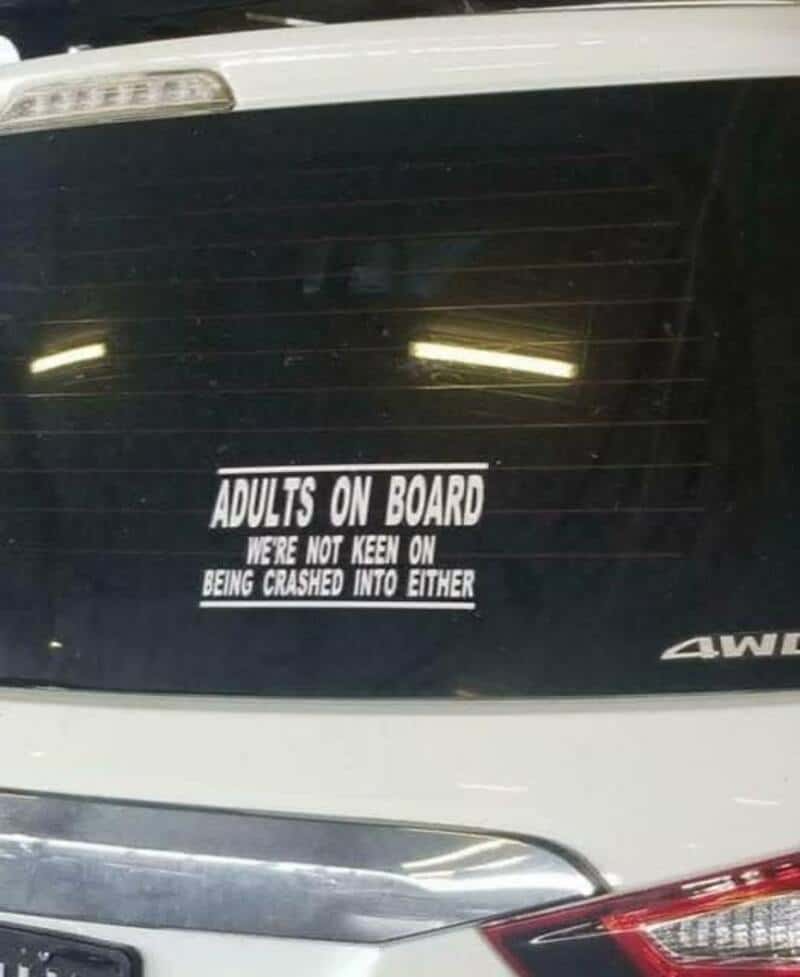 ADULTS ON BOARD
WE'RE NOT KEEN ON
BEING CRASHED INTO EITHER
4WD